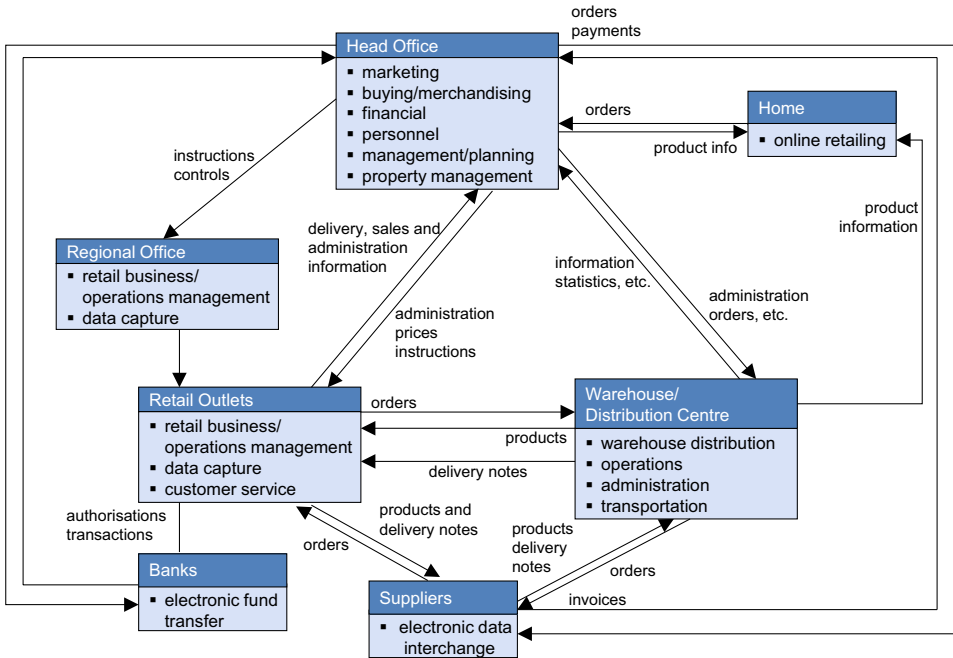 orders
payments
Head Office
▪ marketing
▪ buying/merchandising
▪ financial
▪ personnel
▪ management/planning
▪ property management
orders
product info
Home
▪ online retailing
instructions
controls
product
information
delivery, sales and
administration
information
Regional Office
▪ retail business/
operations management
▪ data capture
information
statistics, etc.
administration
orders, etc.
administration
prices
instructions
Retail Outlets
▪ retail business/
operations management
▪ data capture
▪ customer service
orders
products
delivery notes
Warehouse/
Distribution Centre
▪ warehouse distribution
▪ operations
▪ administration
▪ transportation
authorisations
transactions
products and
delivery notes
orders
products
delivery
notes
orders
Banks
▪ electronic fund
transfer
Suppliers
▪ electronic data
interchange
invoices